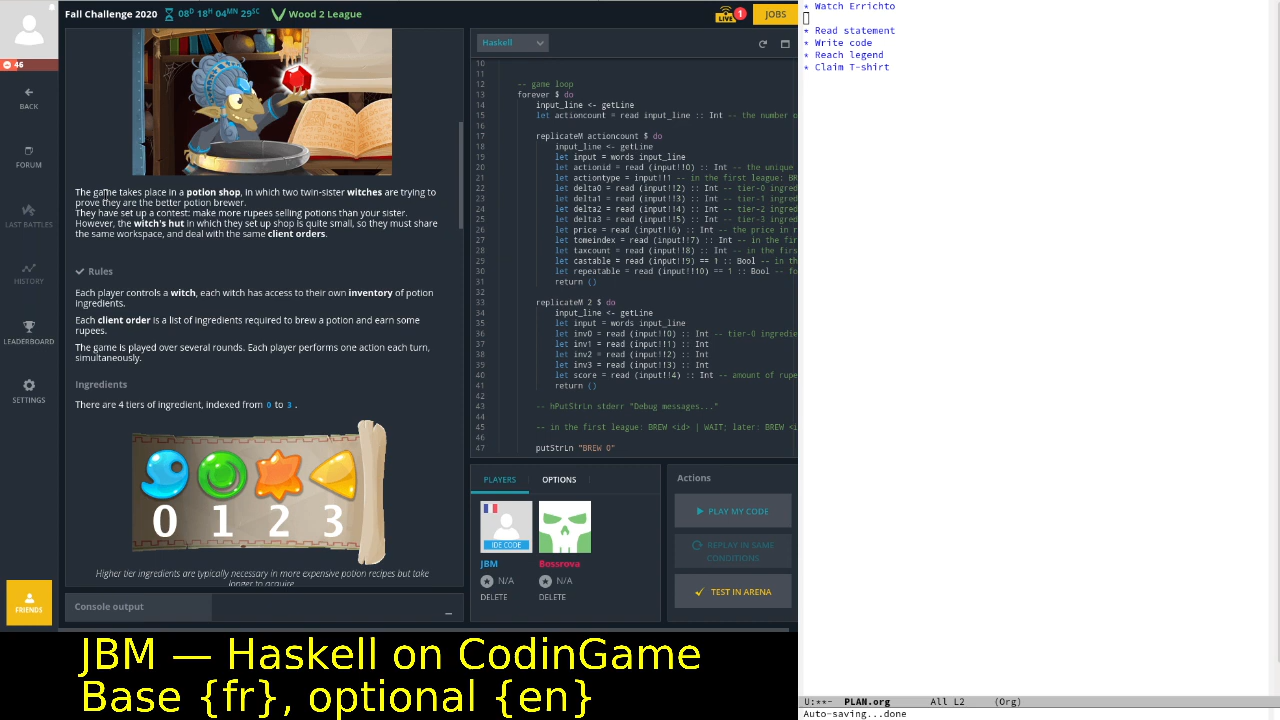 Fall Challenge 2020
08D 18H 04MN 29SC
Wood 2 League
LIVE
1
JOBS
46
BACK
FORUM
LAST BATTLES
HISTORY
LEADERBOARD
SETTINGS
FRIENDS
The game takes place in a potion shop, in which two twin-sister witches are trying to
prove they are the better potion brewer.
They have set up a contest: make more rupees selling potions than your sister.
However, the witch's hut in which they set up shop is quite small, so they must share
the same workspace, and deal with the same client orders.
Rules
Each player controls a witch, each witch has access to their own inventory of potion
ingredients.
Each client order is a list of ingredients required to brew a potion and earn some
rupees.
The game is played over several rounds. Each player performs one action each turn,
simultaneously.
Ingredients
There are 4 tiers of ingredient, indexed from 0 to 3 .
0 1 2 3
Higher tier ingredients are typically necessary in more expensive potion recipes but take
longer to acquire
Console output
Haskell
10
11
12 -- game loop
13 forever $ do
14 input_line <- getLine
15 let actioncount = read input_line :: Int -- the number o
16
17 replicateM actioncount $ do
18 input_line <- getLine
19 let input = words input_line
20 let actionid = read (input!!0) :: Int -- the unique
21 let actiontype = input!!1 -- in the first league: BR
22 let delta0 = read (input!!2) :: Int -- tier-0 ingred
23 let delta1 = read (input!!3) :: Int -- tier-1 ingred
24 let delta2 = read (input!!4) :: Int -- tier-2 ingred
25 let delta3 = read (input!!5) :: Int -- tier-3 ingred
26 let price = read (input!!6) :: Int -- the price in r
27 let tomeindex = read (input!!7) :: Int -- in the fir
28 let taxcount = read (input!!8) :: Int -- in the firs
29 let castable = read (input!!9) == 1 :: Bool -- in th
30 let repeatable = read (input!!10) == 1 :: Bool -- fo
31 return ()
32
33 replicateM 2 $ do
34 input_line <- getLine
35 let input = words input_line
36 let inv0 = read (input!!0) :: Int -- tier-0 ingredie
37 let inv1 = read (input!!1) :: Int
38 let inv2 = read (input!!2) :: Int
39 let inv3 = read (input!!3) :: Int
40 let score = read (input!!4) :: Int -- amount of rupe
41 return ()
42
43 -- hPutStrLn stderr "Debug messages..."
44
45 -- in the first league: BREW <id> | WAIT; later: BREW <i
46
47 putStrLn "BREW 0"
PLAYERS
OPTIONS
IDE CODE
JBM
N/A
DELETE
Bossrova
N/A
DELETE
Actions
PLAY MY CODE
REPLAY IN SAME
CONDITIONS
TEST IN ARENA
JBM — Haskell on CodinGame
Base {fr}, optional {en}
* Watch Errichto
* Read statement
* Write code
* Reach legend
* Claim T-shirt
U:**- PLAN.org All L2 (Org)
Auto-saving...done